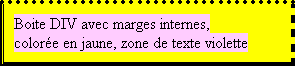 Boite DIV avec marges internes,
colorée en jaune, zone de texte violette